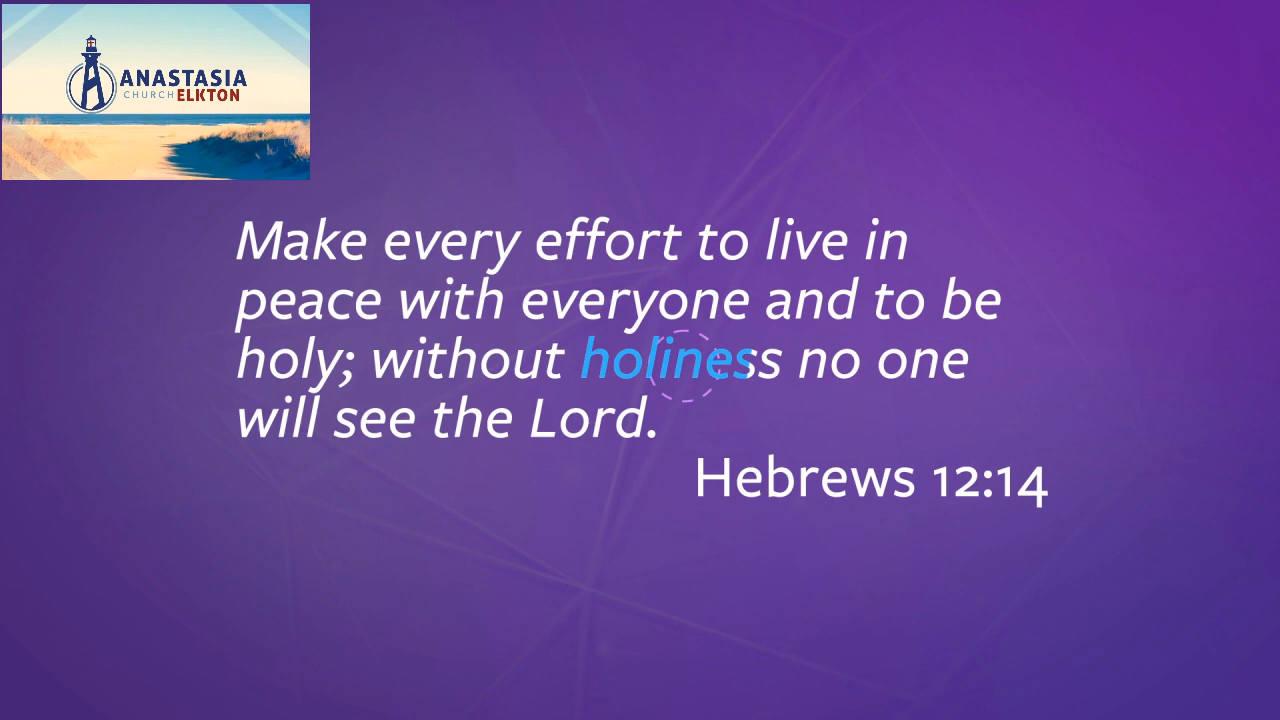 ANASTASIA
CHURCH ELKTON
Make every effort to live in
peace with everyone and to be
holy; without holiness no one
will see the Lord.
Hebrews 12:14